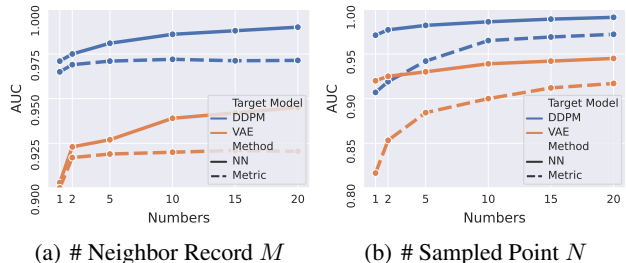 1.000
0.975
0.950
0.925
0.900
AUC
Target Model
DDPM
VAE
Method
NN
Metric
1 2 5 10 15 20
Numbers
(a) # Neighbor Record M
1.00
0.95
0.90
0.85
0.80
AUC
Target Model
DDPM
VAE
Method
NN
Metric
1 2 5 10 15 20
Numbers
(b) # Sampled Point N